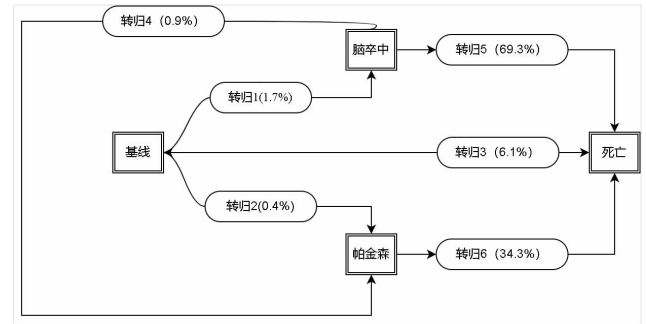 转归4（0.9%）
脑卒中
转归5（69.3%）
转归1(1.7%)
基线
转归3（6.1%）
死亡
转归2(0.4%)
帕金森
转归6（34.3%）